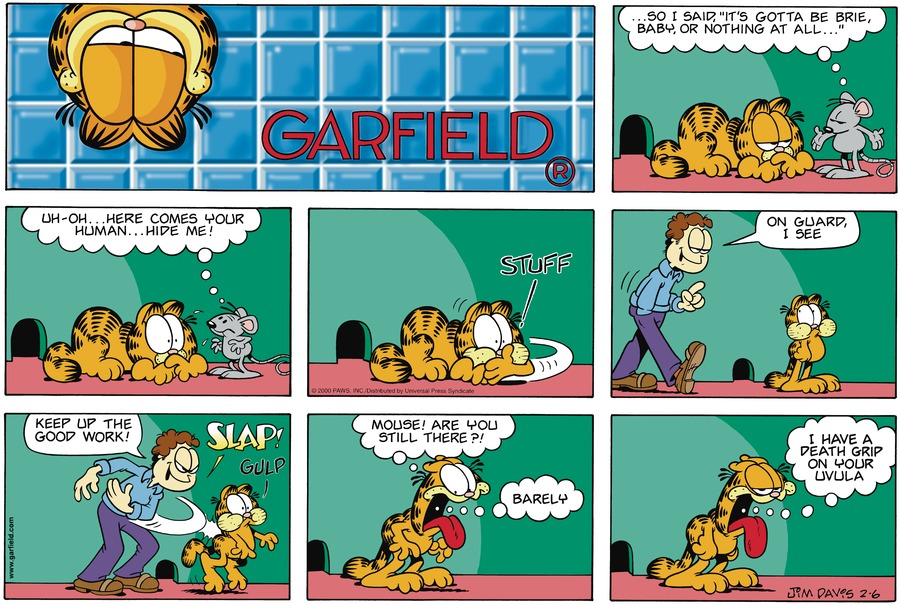 GARFIELD
®
...SO I SAID, "IT'S GOTTA BE BRIE,
BABY, OR NOTHING AT ALL..."
UH-OH...HERE COMES YOUR
HUMAN...HIDE ME!
STUFF
© 2000 PAWS, INC./Distributed by Universal Press Syndicate
ON GUARD,
I SEE
KEEP UP THE
GOOD WORK!
SLAP!
GULP
www.garfield.com
MOUSE! ARE YOU
STILL THERE?!
BARELY
I HAVE A
DEATH GRIP
ON YOUR
UVULA
JIM DAVIS 2-6